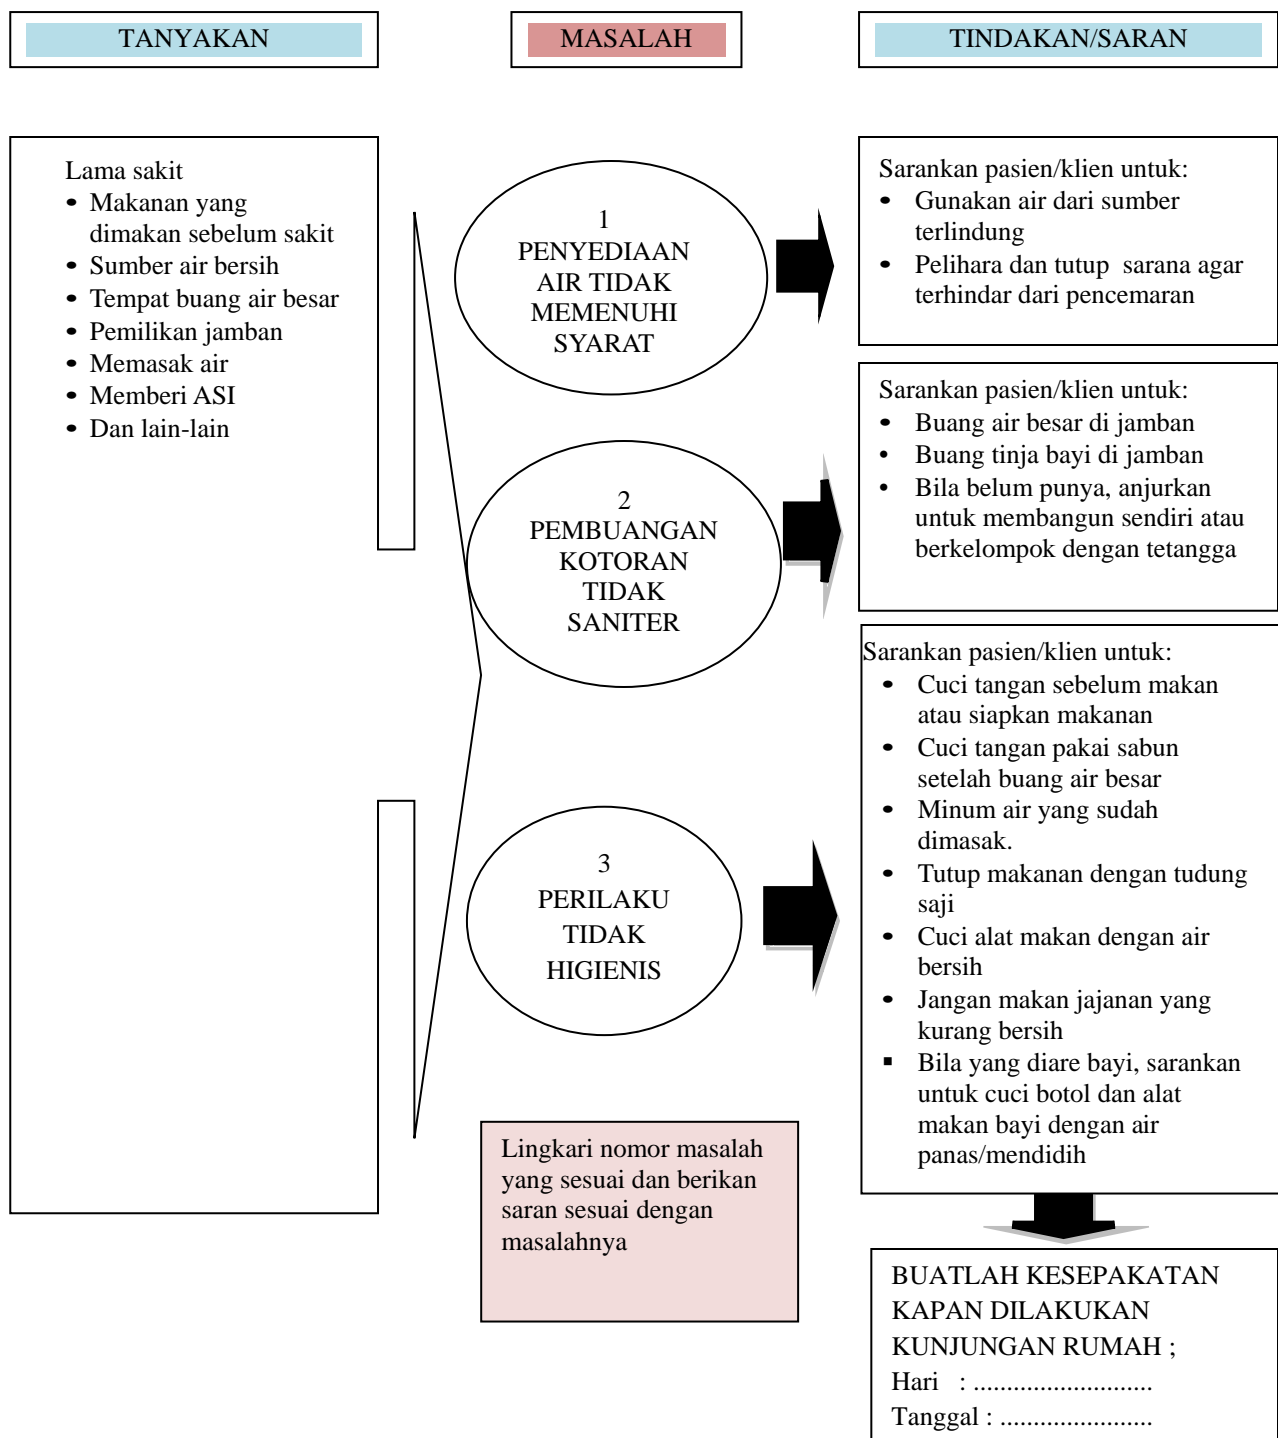 TANYAKAN
MASALAH
TINDAKAN/SARAN
Lama sakit
• Makanan yang
dimakan sebelum sakit
• Sumber air bersih
• Tempat buang air besar
• Pemilikan jamban
• Memasak air
• Memberi ASI
• Dan lain-lain
1
PENYEDIAAN
AIR TIDAK
MEMENUHI
SYARAT
Sarankan pasien/klien untuk:
• Gunakan air dari sumber
terlindung
• Pelihara dan tutup sarana agar
terhindar dari pencemaran
2
PEMBUANGAN
KOTORAN
TIDAK
SANITER
Sarankan pasien/klien untuk:
• Buang air besar di jamban
• Buang tinja bayi di jamban
• Bila belum punya, anjurkan
untuk membangun sendiri atau
berkelompok dengan tetangga
3
PERILAKU
TIDAK
HIGIENIS
Sarankan pasien/klien untuk:
• Cuci tangan sebelum makan
atau siapkan makanan
• Cuci tangan pakai sabun
setelah buang air besar
• Minum air yang sudah
dimasak.
• Tutup makanan dengan tudung
saji
• Cuci alat makan dengan air
bersih
• Jangan makan jajanan yang
kurang bersih
▪ Bila yang diare bayi, sarankan
untuk cuci botol dan alat
makan bayi dengan air
panas/mendidih
Lingkari nomor masalah
yang sesuai dan berikan
saran sesuai dengan
masalahnya
BUATLAH KESEPAKATAN
KAPAN DILAKUKAN
KUNJUNGAN RUMAH ;
Hari : ...........................
Tanggal : .......................